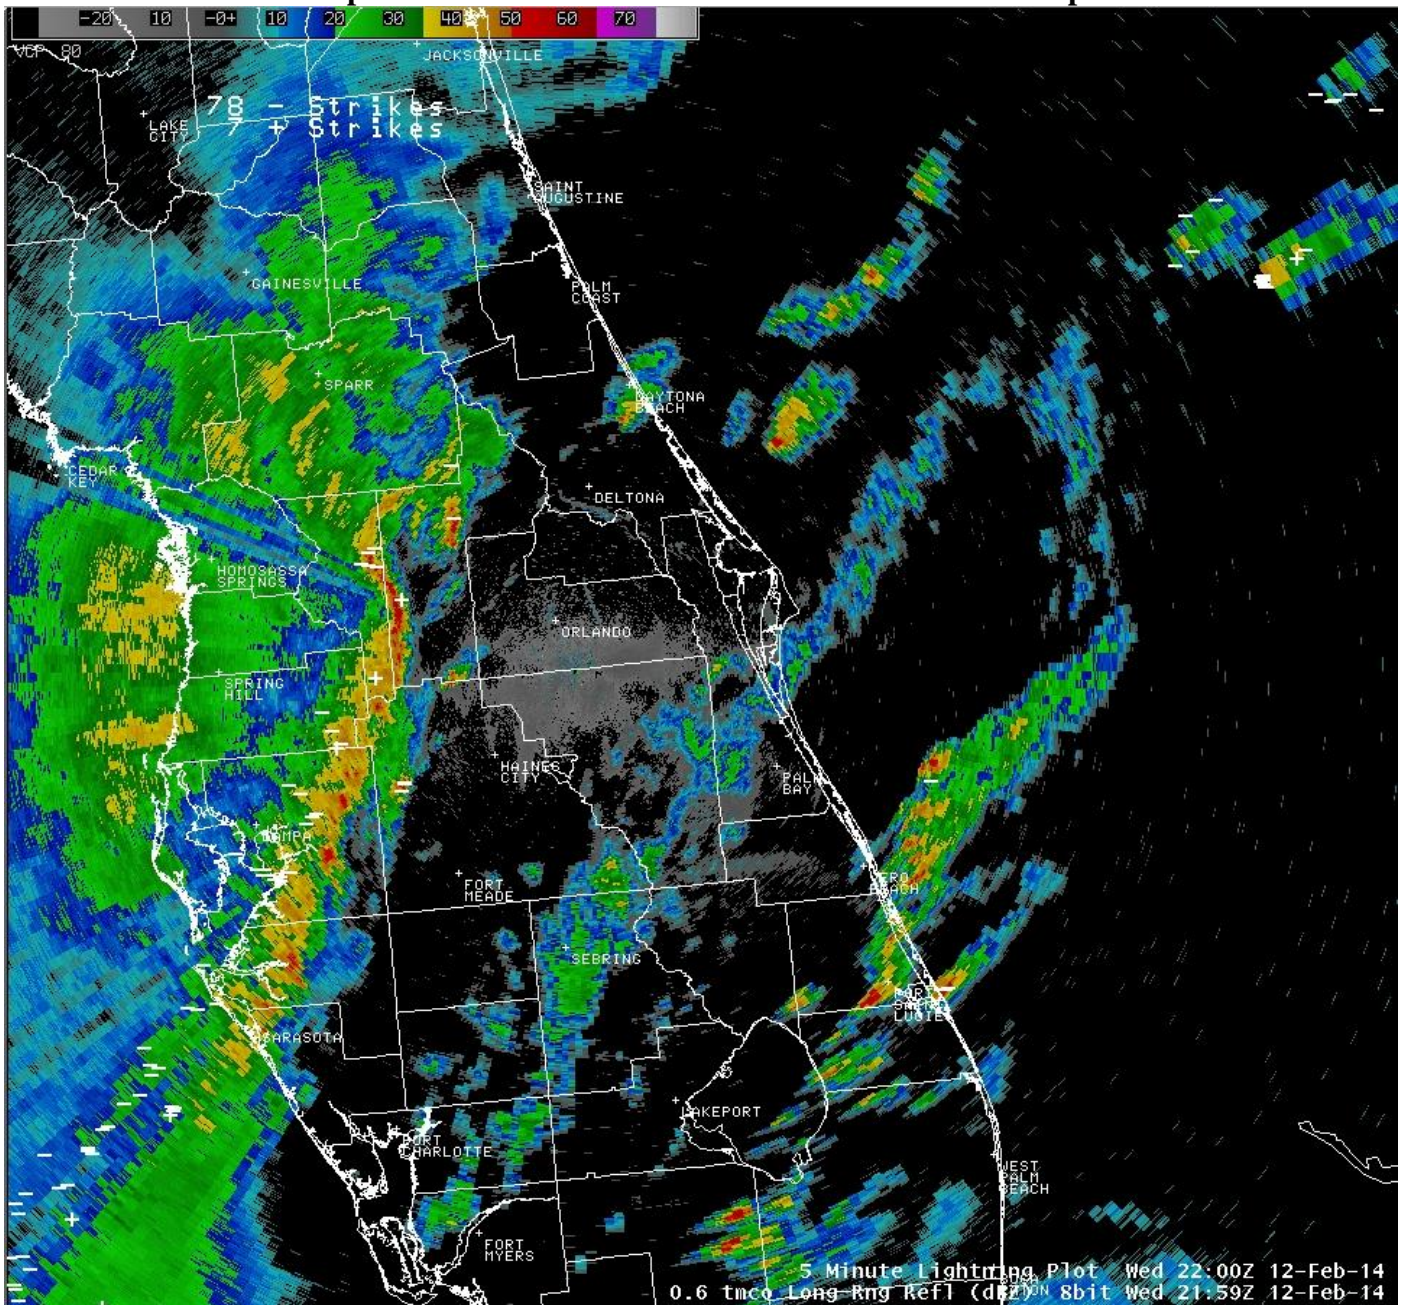 -20 10 -0+ 10 20 30 40 50 60 70
VCP 80
JACKSONVILLE
78 - Strikes
7 + Strikes
LAKE
CITY
SAINT
AUGUSTINE
GAINESVILLE
PALM
COAST
SPARR
DAYTONA
BEACH
CEDAR
KEY
DELTONA
HOMOSASSA
SPRINGS
ORLANDO
SPRING
HILL
HAINES
CITY
PALM
BAY
TAMPA
FORT
MEADE
VERO
BEACH
SEBRING
PORT
SAINT
LUCIE
SARASOTA
LAKEPORT
PORT
CHARLOTTE
WEST
PALM
BEACH
FORT
MYERS
5 Minute Lightning Plot Wed 22:00Z 12-Feb-14
0.6 tmco Long-Rng Refl (dBZ) 8bit Wed 21:59Z 12-Feb-14